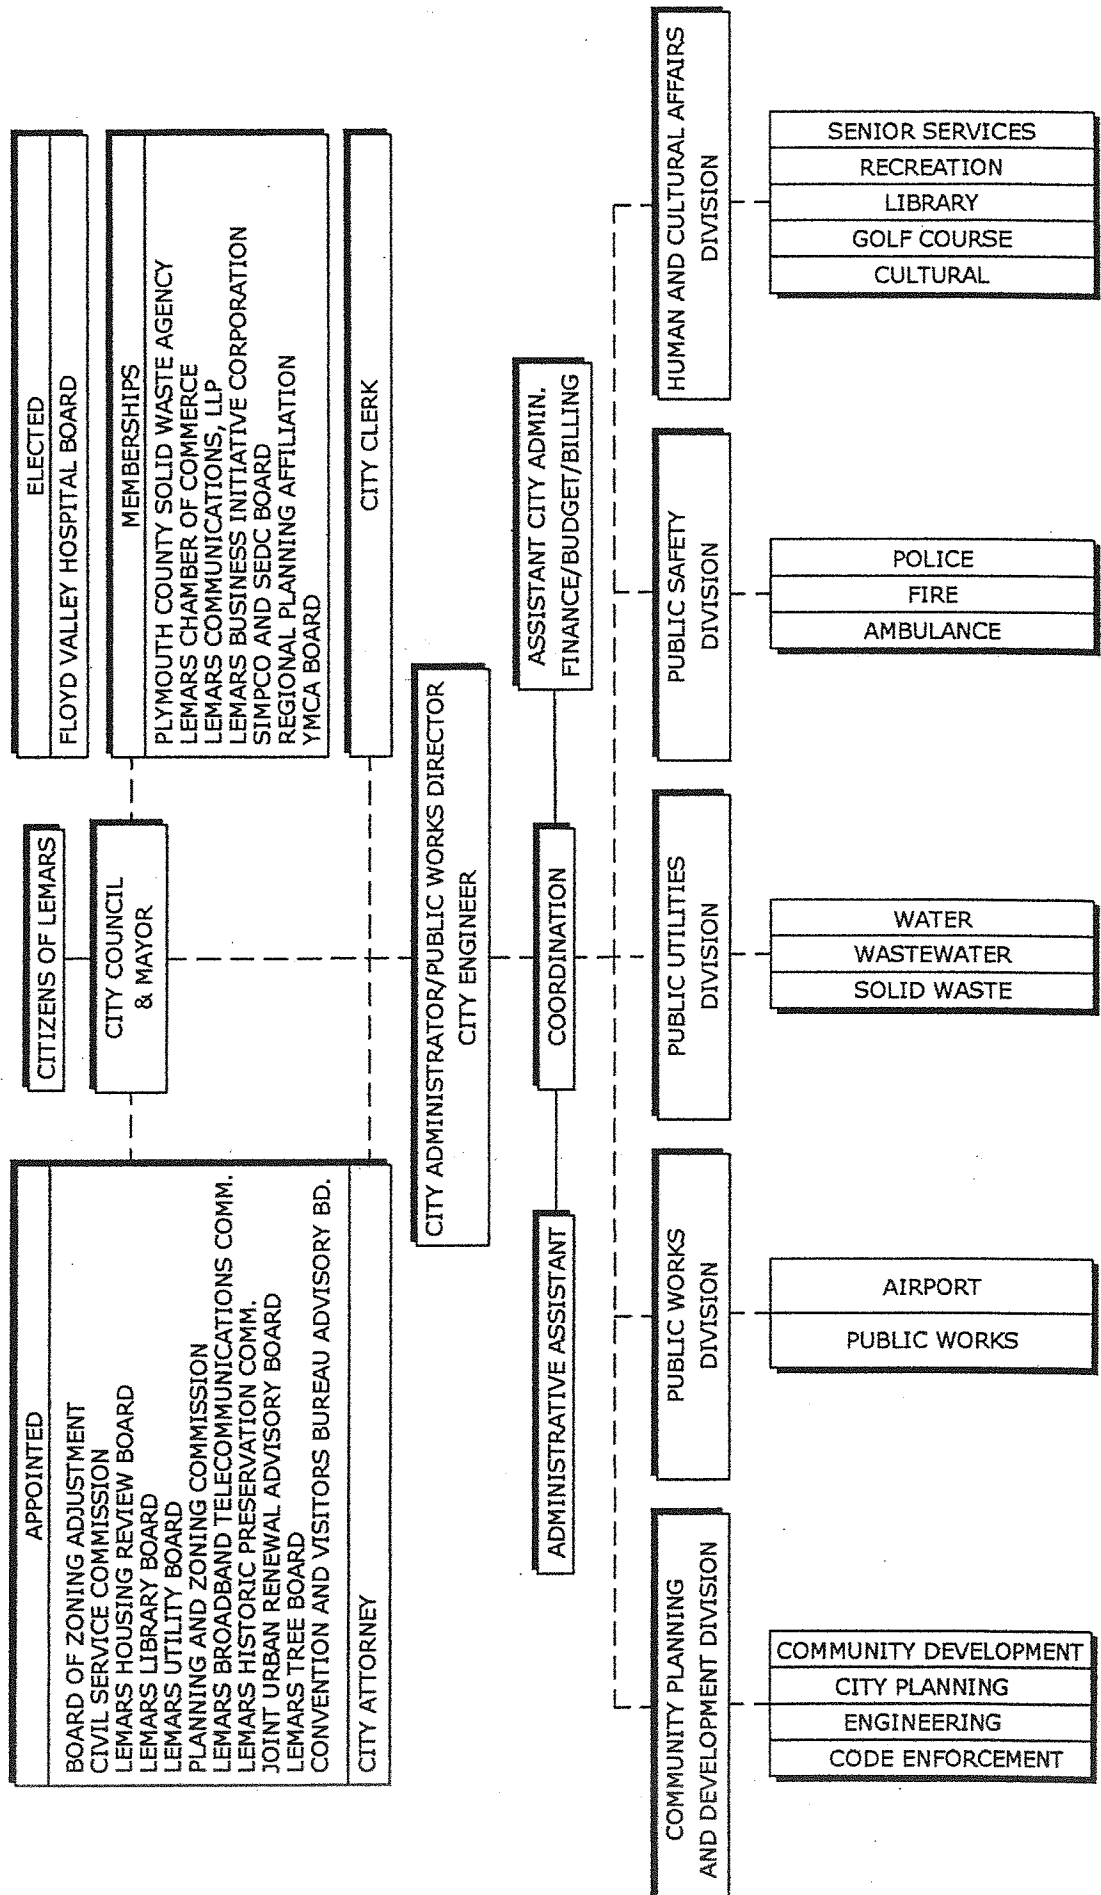 CITIZENS OF LEMARS
CITY COUNCIL
& MAYOR
APPOINTED
BOARD OF ZONING ADJUSTMENT
CIVIL SERVICE COMMISSION
LEMARS HOUSING REVIEW BOARD
LEMARS LIBRARY BOARD
LEMARS UTILITY BOARD
PLANNING AND ZONING COMMISSION
LEMARS BROADBAND TELECOMMUNICATIONS COMM.
LEMARS HISTORIC PRESERVATION COMM.
JOINT URBAN RENEWAL ADVISORY BOARD
LEMARS TREE BOARD
CONVENTION AND VISITORS BUREAU ADVISORY BD.
CITY ATTORNEY
ELECTED
FLOYD VALLEY HOSPITAL BOARD
MEMBERSHIPS
PLYMOUTH COUNTY SOLID WASTE AGENCY
LEMARS CHAMBER OF COMMERCE
LEMARS COMMUNICATIONS, LLP
LEMARS BUSINESS INITIATIVE CORPORATION
SIMPCO AND SEDC BOARD
REGIONAL PLANNING AFFILIATION
YMCA BOARD
CITY CLERK
CITY ADMINISTRATOR/PUBLIC WORKS DIRECTOR
CITY ENGINEER
ADMINISTRATIVE ASSISTANT
COORDINATION
ASSISTANT CITY ADMIN.
FINANCE/BUDGET/BILLING
COMMUNITY PLANNING
AND DEVELOPMENT DIVISION
COMMUNITY DEVELOPMENT
CITY PLANNING
ENGINEERING
CODE ENFORCEMENT
PUBLIC WORKS
DIVISION
AIRPORT
PUBLIC WORKS
PUBLIC UTILITIES
DIVISION
WATER
WASTEWATER
SOLID WASTE
PUBLIC SAFETY
DIVISION
POLICE
FIRE
AMBULANCE
HUMAN AND CULTURAL AFFAIRS
DIVISION
SENIOR SERVICES
RECREATION
LIBRARY
GOLF COURSE
CULTURAL